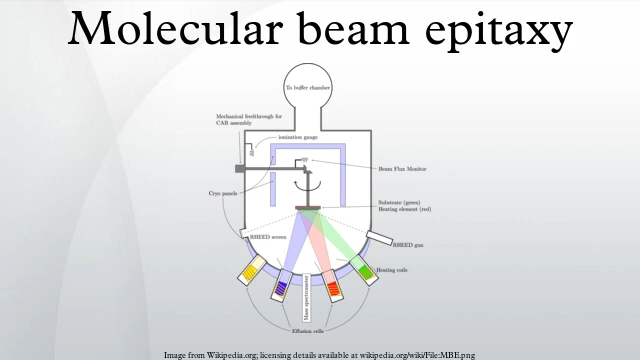 Molecular beam epitaxy
To buffer chamber
Mechanical feedthrough for
CAR assembly
ionization gauge
Beam Flux Monitor
Cryo panels
Substrate (green)
Heating element (red)
RHEED screen
RHEED gun
Heating coils
Mass spectrometer
Effusion cells
Image from Wikipedia.org; licensing details available at wikipedia.org/wiki/File:MBE.png